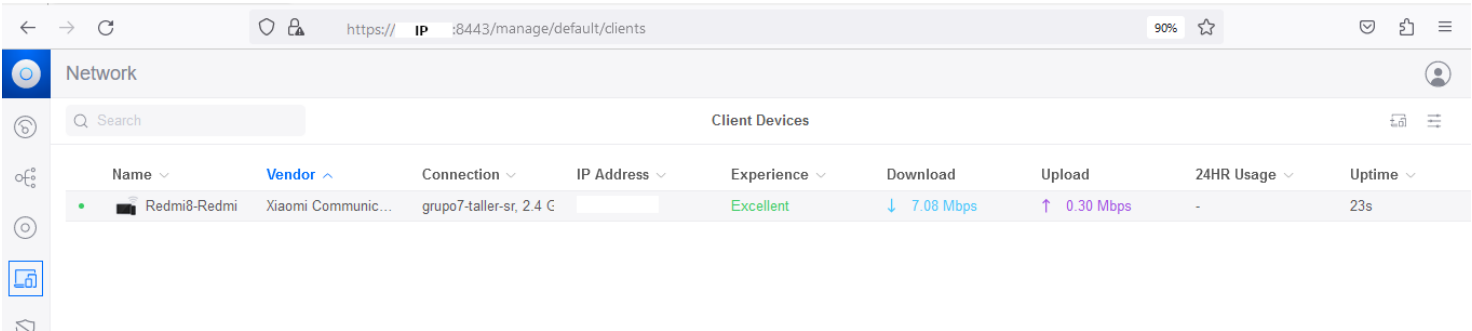 https:// IP :8443/manage/default/clients 90%
Network
Search Client Devices
Name Vendor Connection IP Address Experience Download Upload 24HR Usage Uptime
Redmi8-Redmi Xiaomi Communic... grupo7-taller-sr, 2.4 G Excellent ↓ 7.08 Mbps ↑ 0.30 Mbps - 23s